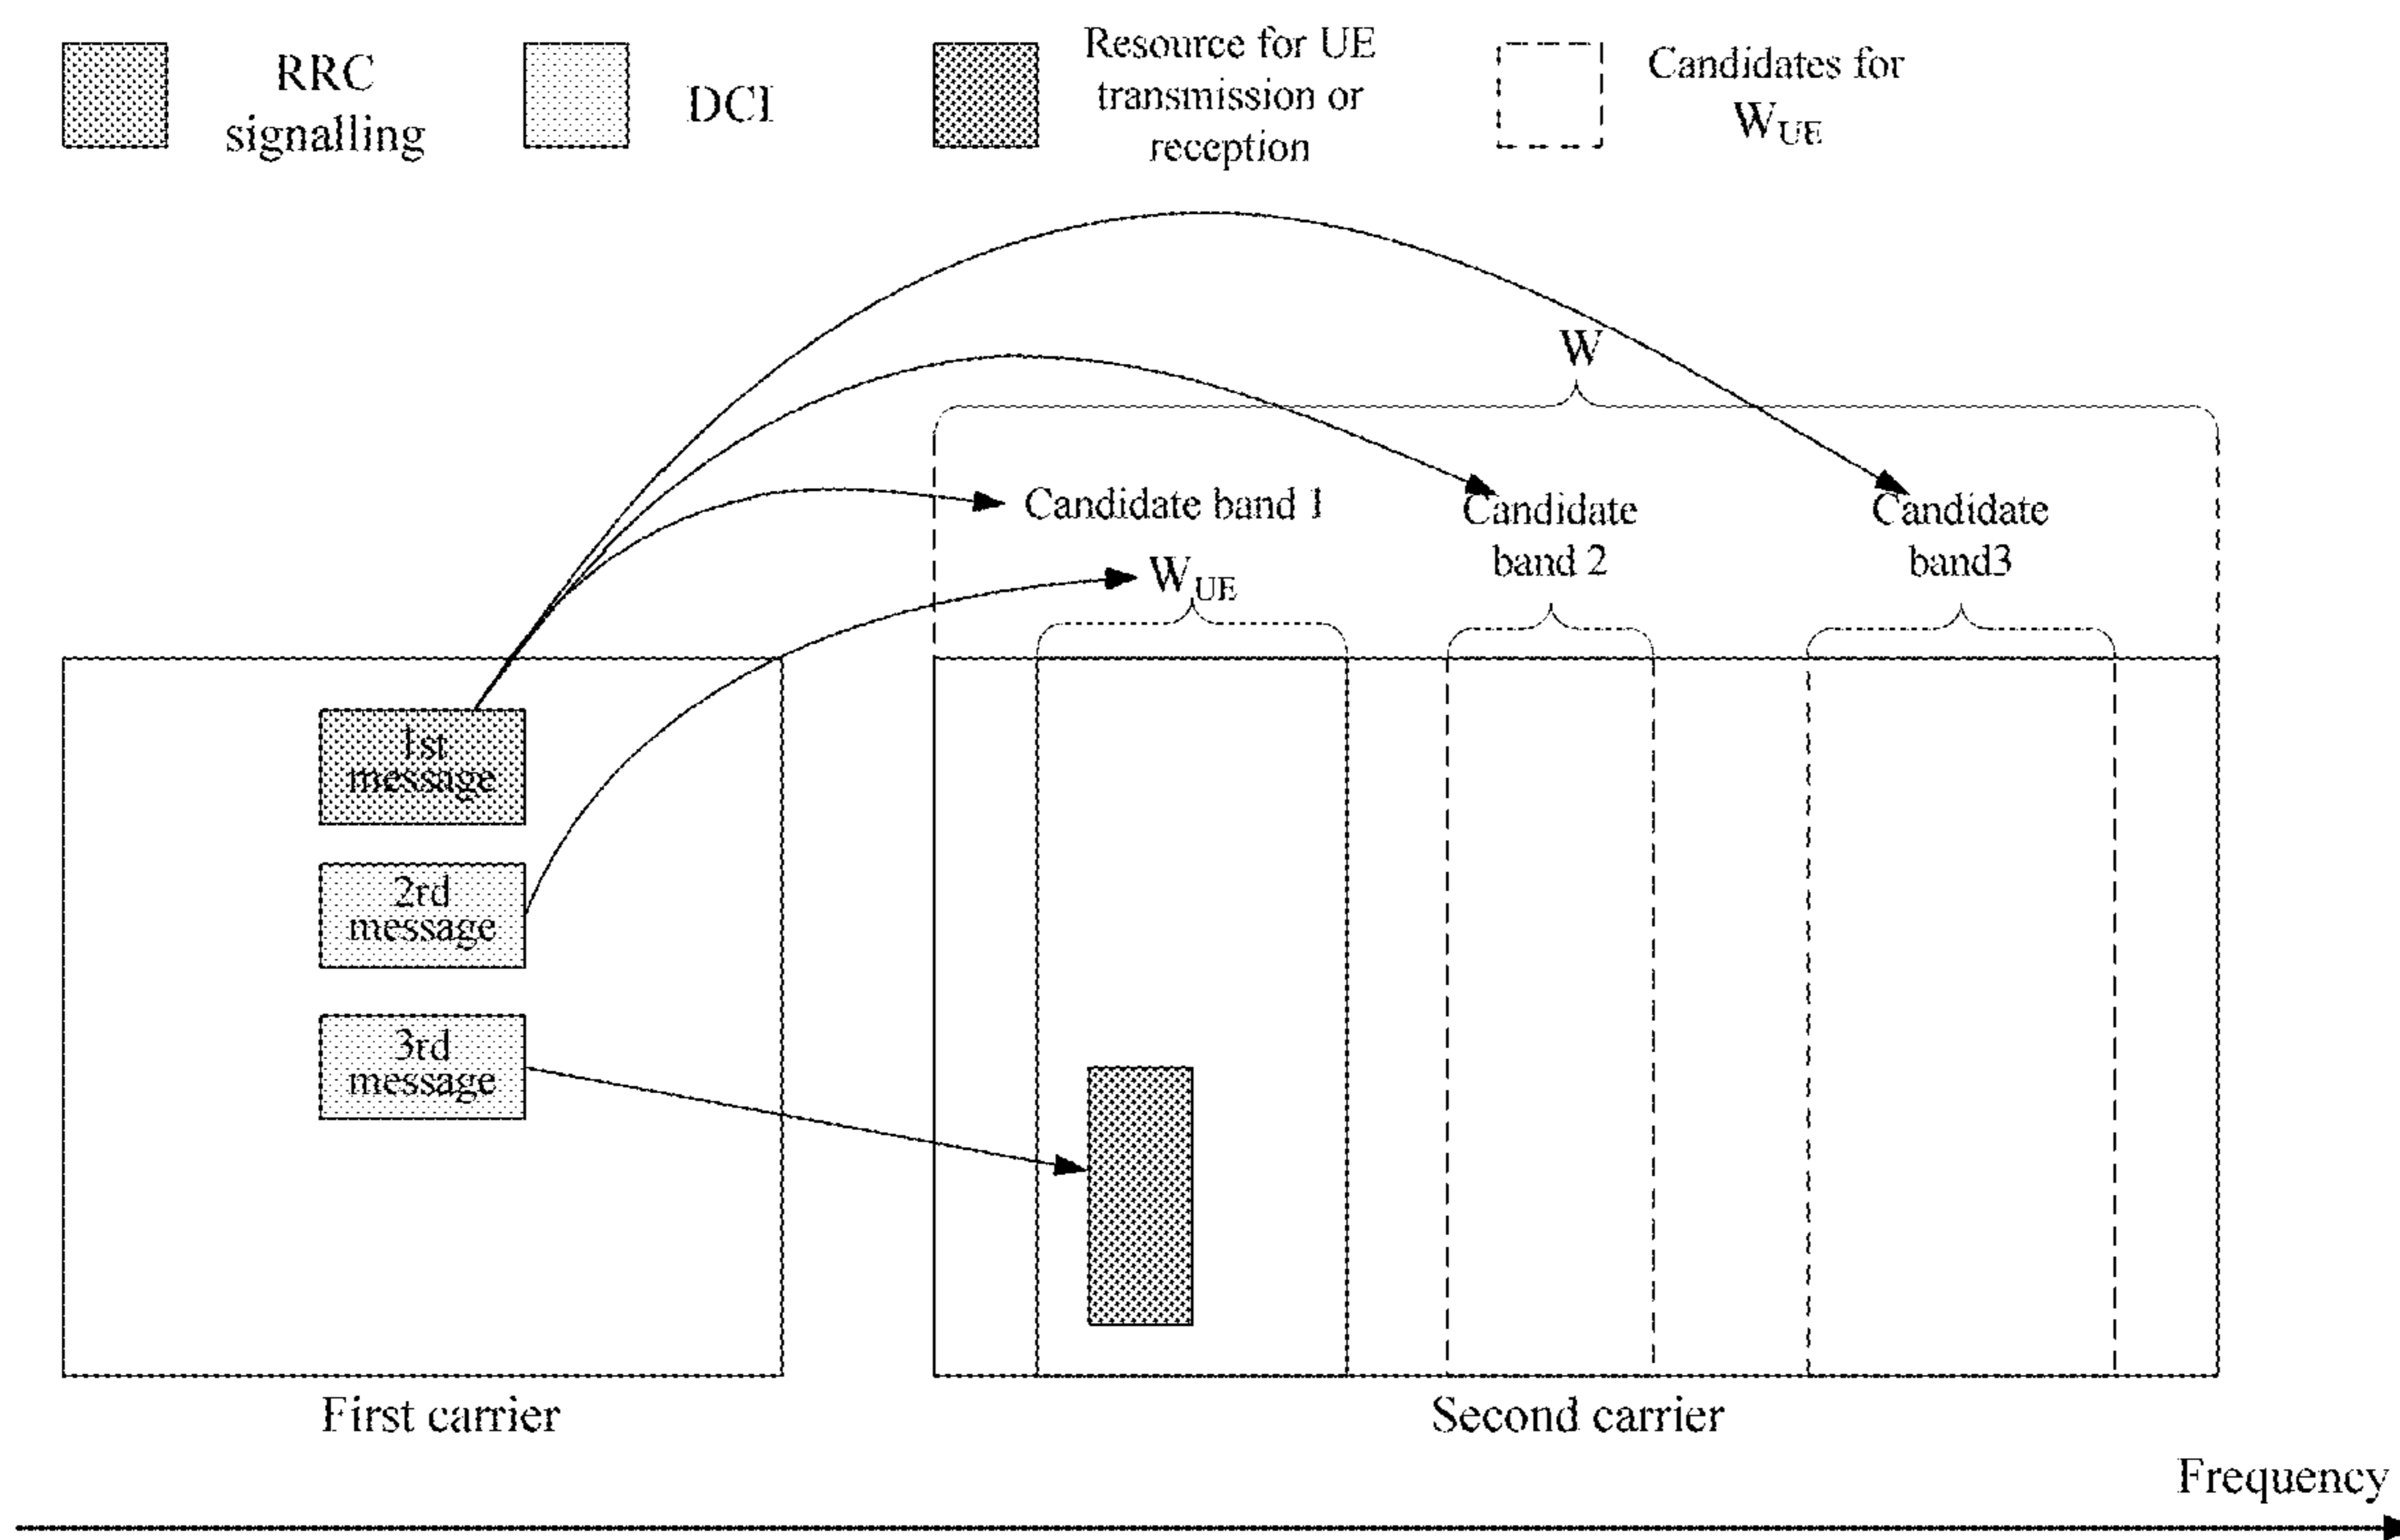 RRC
signalling
DCI
Resource for UE
transmission or
reception
Candidates for
W_UE
W
Candidate band 1
Candidate
band 2
Candidate
band3
W_UE
1st
message
2rd
message
3rd
message
First carrier
Second carrier
Frequency